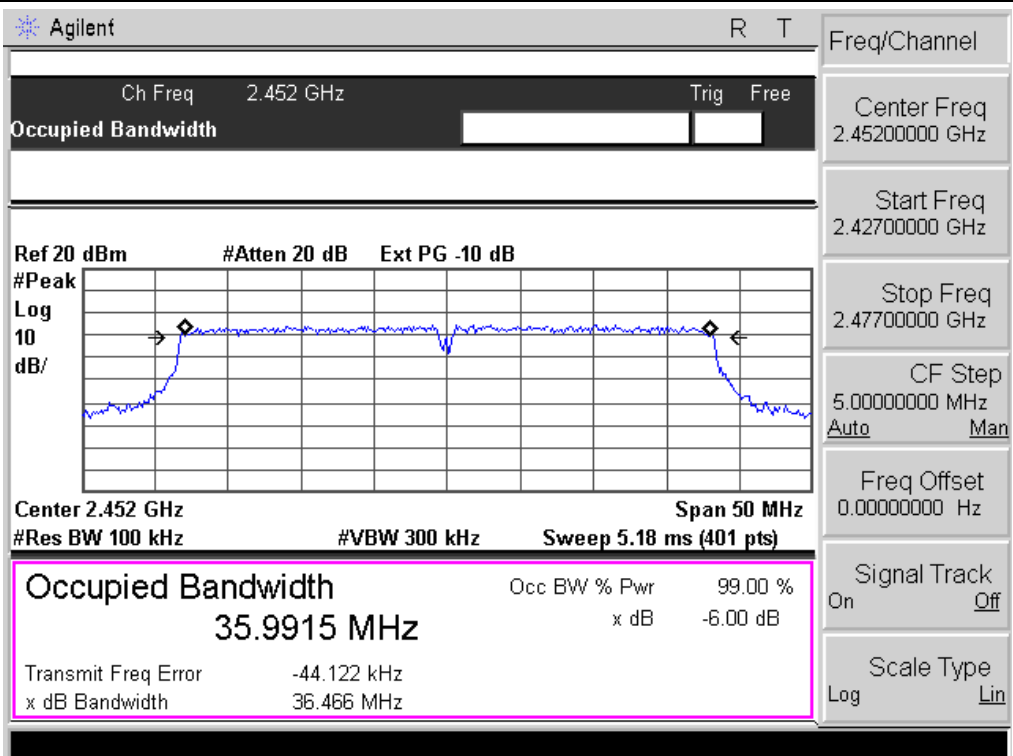 Agilent R T
Ch Freq 2.452 GHz Trig Free
Occupied Bandwidth
Ref 20 dBm #Atten 20 dB Ext PG -10 dB
#Peak
Log
10
dB/
Center 2.452 GHz Span 50 MHz
#Res BW 100 kHz #VBW 300 kHz Sweep 5.18 ms (401 pts)
Occupied Bandwidth Occ BW % Pwr 99.00 %
35.9915 MHz x dB -6.00 dB
Transmit Freq Error -44.122 kHz
x dB Bandwidth 36.466 MHz
Freq/Channel
Center Freq
2.45200000 GHz
Start Freq
2.42700000 GHz
Stop Freq
2.47700000 GHz
CF Step
5.00000000 MHz
Auto Man
Freq Offset
0.00000000 Hz
Signal Track
On Off
Scale Type
Log Lin